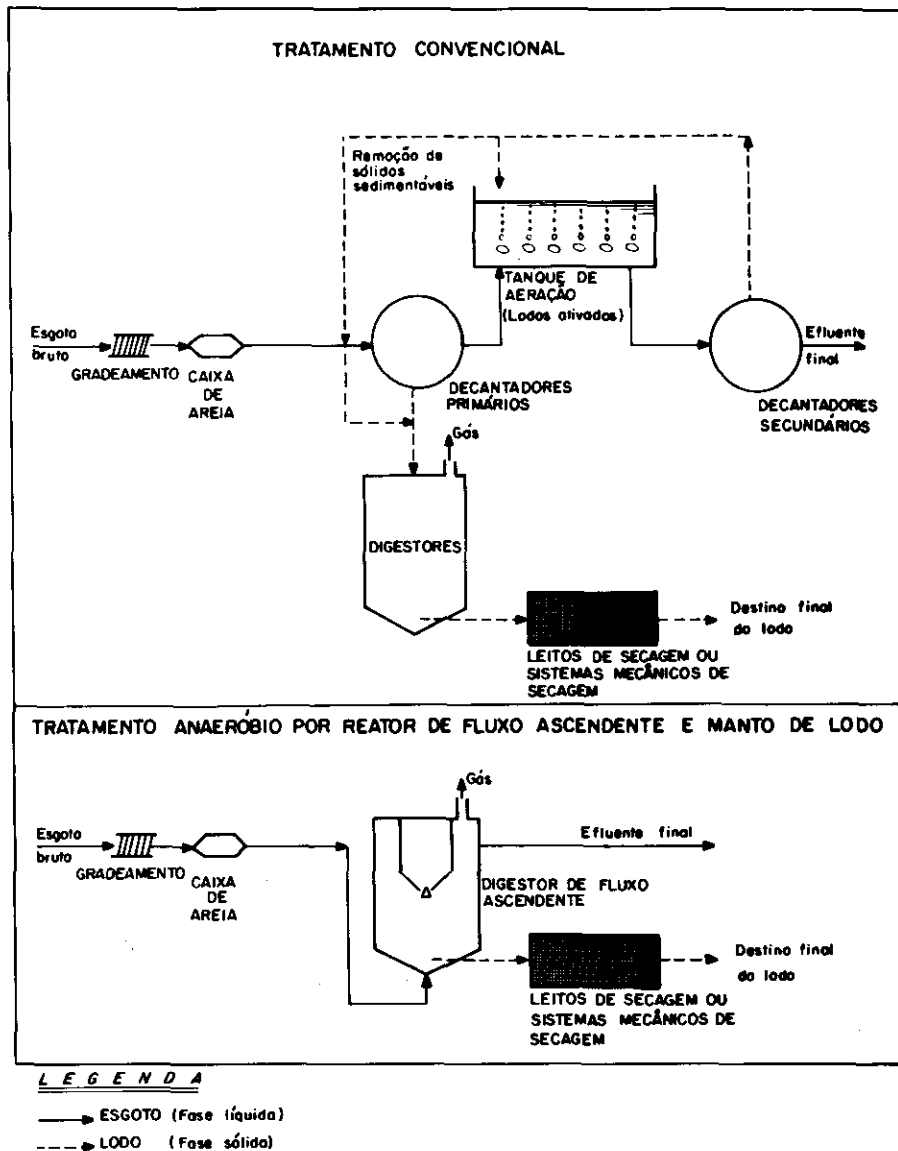 TRATAMENTO CONVENCIONAL
Remoção de
sólidos
sedimentáveis
TANQUE DE
AERAÇÃO
(Lodos ativados)
Esgoto
bruto
GRADEAMENTO
CAIXA
DE
AREIA
DECANTADORES
PRIMÁRIOS
Efluente
final
DECANTADORES
SECUNDÁRIOS
Gás
DIGESTORES
Destino final
do lodo
LEITOS DE SECAGEM OU
SISTEMAS MECÂNICOS DE
SECAGEM
TRATAMENTO ANAERÓBIO POR REATOR DE FLUXO ASCENDENTE E MANTO DE LODO
Gás
Esgoto
bruto
GRADEAMENTO
CAIXA
DE
AREIA
Efluente final
DIGESTOR DE FLUXO
ASCENDENTE
Destino final
do lodo
LEITOS DE SECAGEM OU
SISTEMAS MECÂNICOS DE
SECAGEM
LEGENDA
ESGOTO (Fase líquida)
LODO (Fase sólida)